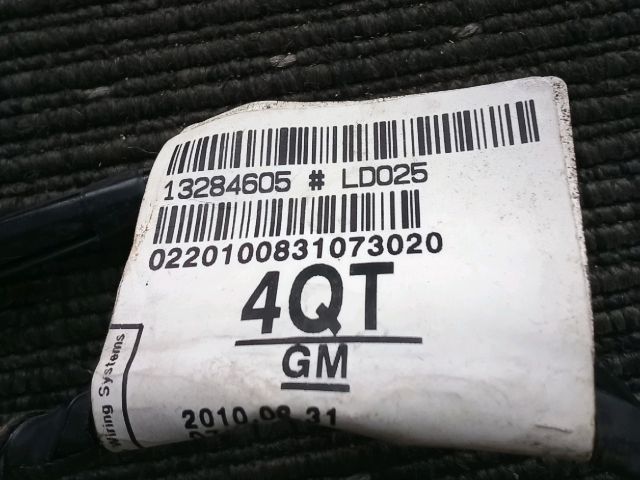 13284605 # LD025
0220100831073020
4QT
GM
2010.08.31
Wiring Systems